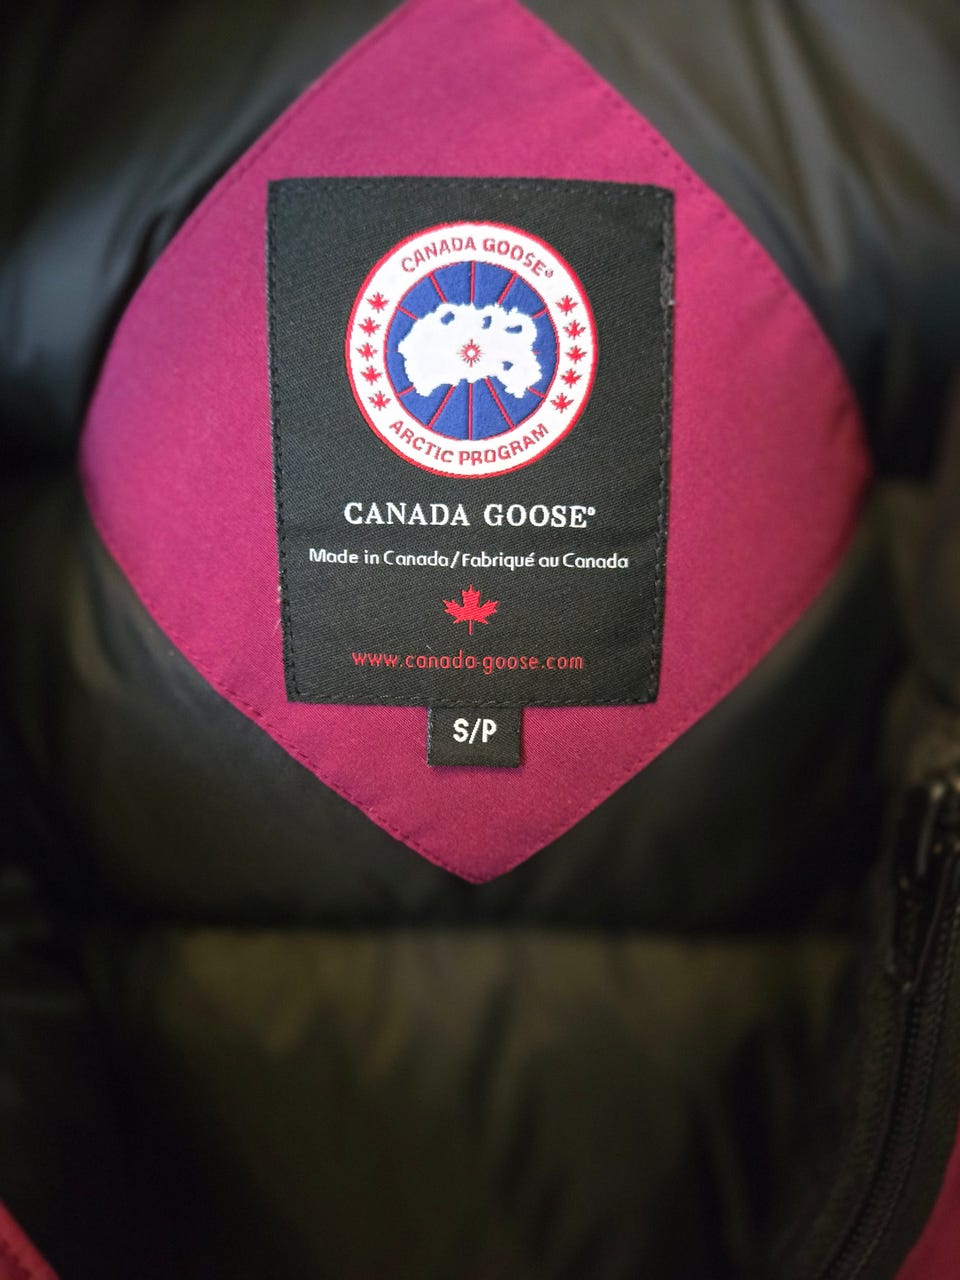 CANADA GOOSE®
ARCTIC PROGRAM
CANADA GOOSE®
Made in Canada/Fabriqué au Canada
www.canada-goose.com
S/P